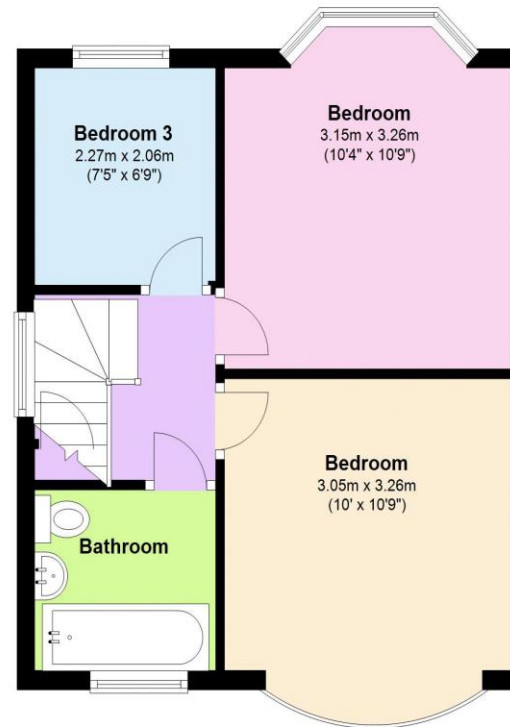 Bedroom 3
2.27m x 2.06m
(7'5" x 6'9")
Bedroom
3.15m x 3.26m
(10'4" x 10'9")
Bedroom
3.05m x 3.26m
(10' x 10'9")
Bathroom